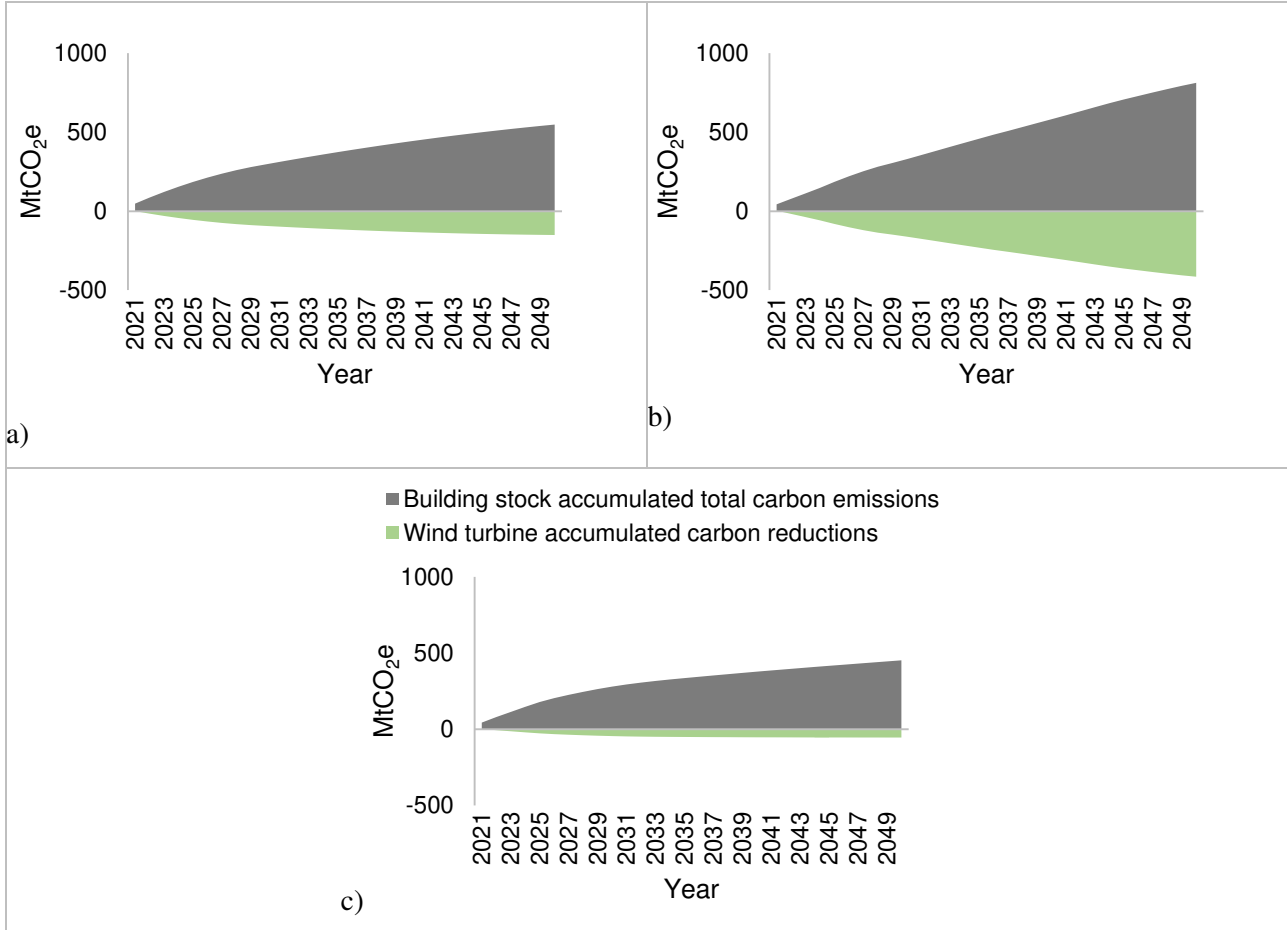 1000
500
0
-500
MtCO₂e
2021 2023 2025 2027 2029 2031 2033 2035 2037 2039 2041 2043 2045 2047 2049
Year
a)
1000
500
0
-500
MtCO₂e
2021 2023 2025 2027 2029 2031 2033 2035 2037 2039 2041 2043 2045 2047 2049
Year
b)
Building stock accumulated total carbon emissions
Wind turbine accumulated carbon reductions
1000
500
0
-500
MtCO₂e
2021 2023 2025 2027 2029 2031 2033 2035 2037 2039 2041 2043 2045 2047 2049
Year
c)